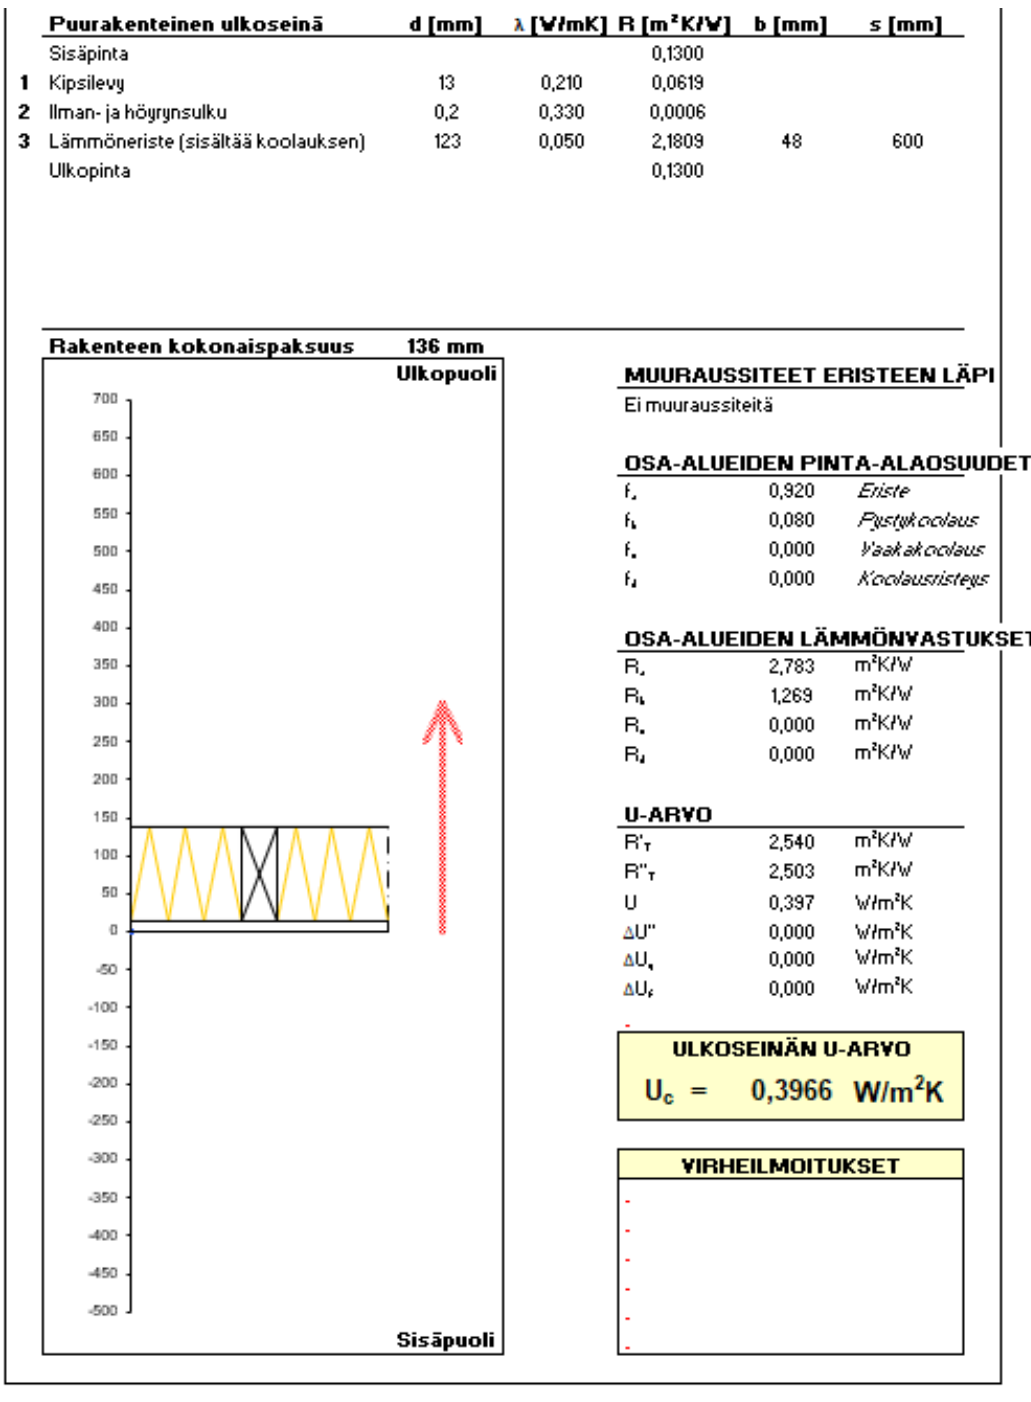 Puurakenteinen ulkoseinä d [mm] λ [W/mK] R [m²K/W] b [mm] s [mm]
Sisäpinta 0,1300
1 Kipsilevy 13 0,210 0,0619
2 Ilman- ja höyrynsulku 0,2 0,330 0,0006
3 Lämmöneriste (sisältää koolauksen) 123 0,050 2,1809 48 600
Ulkopinta 0,1300
Rakenteen kokonaispaksuus 136 mm
Ulkopuoli
700
650
600
550
500
450
400
350
300
250
200
150
100
50
0
-50
-100
-150
-200
-250
-300
-350
-400
-450
-500
Sisäpuoli
MUURAUSSITEET ERISTEEN LÄPI
Ei muuraussiteitä
OSA-ALUEIDEN PINTA-ALAOSUUDET
fa 0,920 Eriste
fb 0,080 Pystykoolaus
fc 0,000 Vaakakoolaus
fd 0,000 Koolausristeys
OSA-ALUEIDEN LÄMMÖNVASTUKSET
Ra 2,783 m²K/W
Rb 1,269 m²K/W
Rc 0,000 m²K/W
Rd 0,000 m²K/W
U-ARVO
R'T 2,540 m²K/W
R"T 2,503 m²K/W
U 0,397 W/m²K
ΔU" 0,000 W/m²K
ΔUg 0,000 W/m²K
ΔUf 0,000 W/m²K
-
ULKOSEINÄN U-ARVO
Uc = 0,3966 W/m²K
VIRHEILMOITUKSET
-
-
-
-
-
-